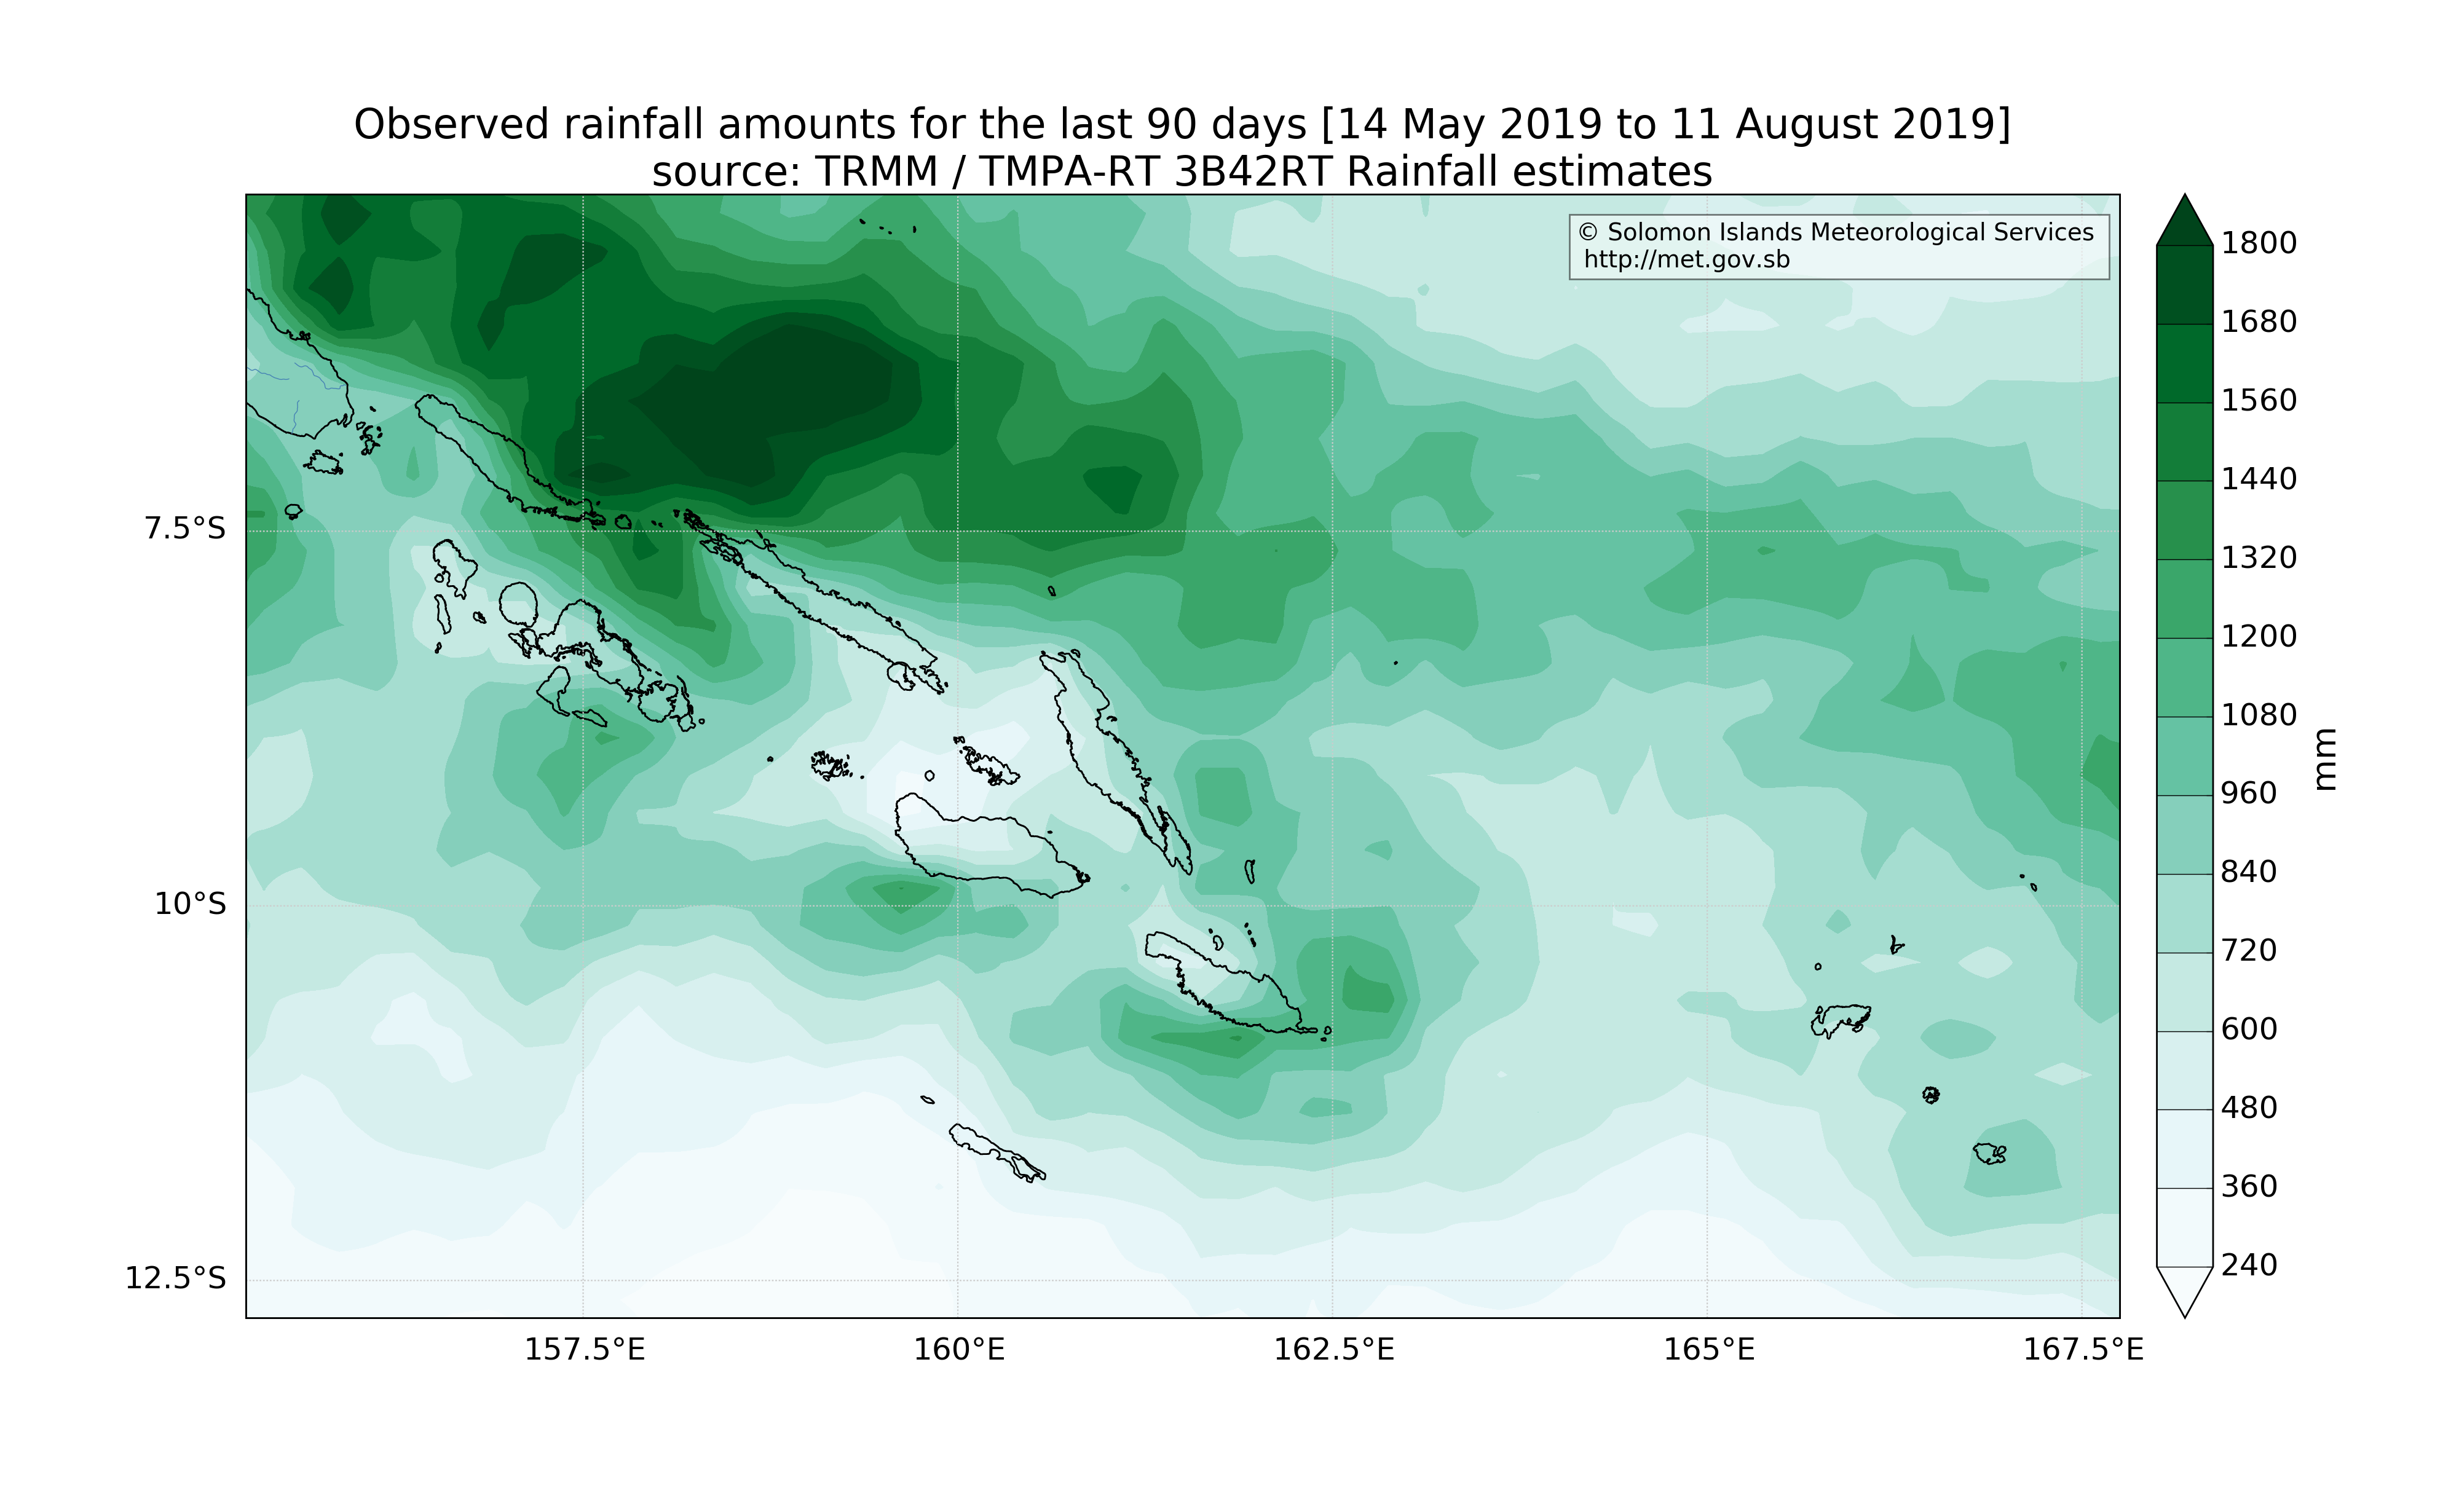 Observed rainfall amounts for the last 90 days [14 May 2019 to 11 August 2019]
source: TRMM / TMPA-RT 3B42RT Rainfall estimates
© Solomon Islands Meteorological Services
http://met.gov.sb
7.5°S
10°S
12.5°S
157.5°E
160°E
162.5°E
165°E
167.5°E
1800
1680
1560
1440
1320
1200
1080
960
840
720
600
480
360
240
mm